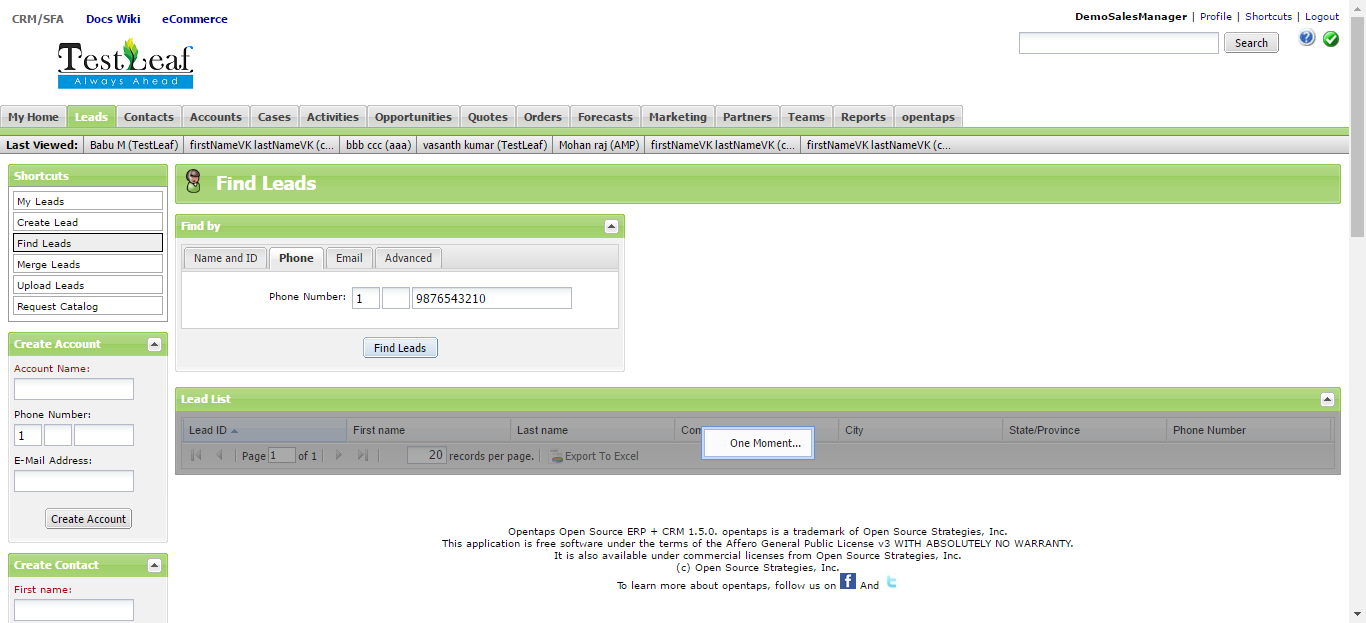 CRM/SFA Docs Wiki eCommerce
DemoSalesManager | Profile | Shortcuts | Logout
TestLeaf
Always Ahead
Search
My Home Leads Contacts Accounts Cases Activities Opportunities Quotes Orders Forecasts Marketing Partners Teams Reports opentaps
Last Viewed: Babu M (TestLeaf) firstNameVK lastNameVK (c... bbb ccc (aaa) vasanth kumar (TestLeaf) Mohan raj (AMP) firstNameVK lastNameVK (c... firstNameVK lastNameVK (c...
Shortcuts
My Leads
Create Lead
Find Leads
Merge Leads
Upload Leads
Request Catalog
Create Account
Account Name:
Phone Number:
1
E-Mail Address:
Create Account
Create Contact
First name:
Find Leads
Find by
Name and ID Phone Email Advanced
Phone Number: 1 9876543210
Find Leads
Lead List
Lead ID First name Last name City State/Province Phone Number
One Moment...
Page 1 of 1 20 records per page. Export To Excel
Opentaps Open Source ERP + CRM 1.5.0. opentaps is a trademark of Open Source Strategies, Inc.
This application is free software under the terms of the Affero General Public License v3 WITH ABSOLUTELY NO WARRANTY.
It is also available under commercial licenses from Open Source Strategies, Inc.
(c) Open Source Strategies, Inc.
To learn more about opentaps, follow us on f And t